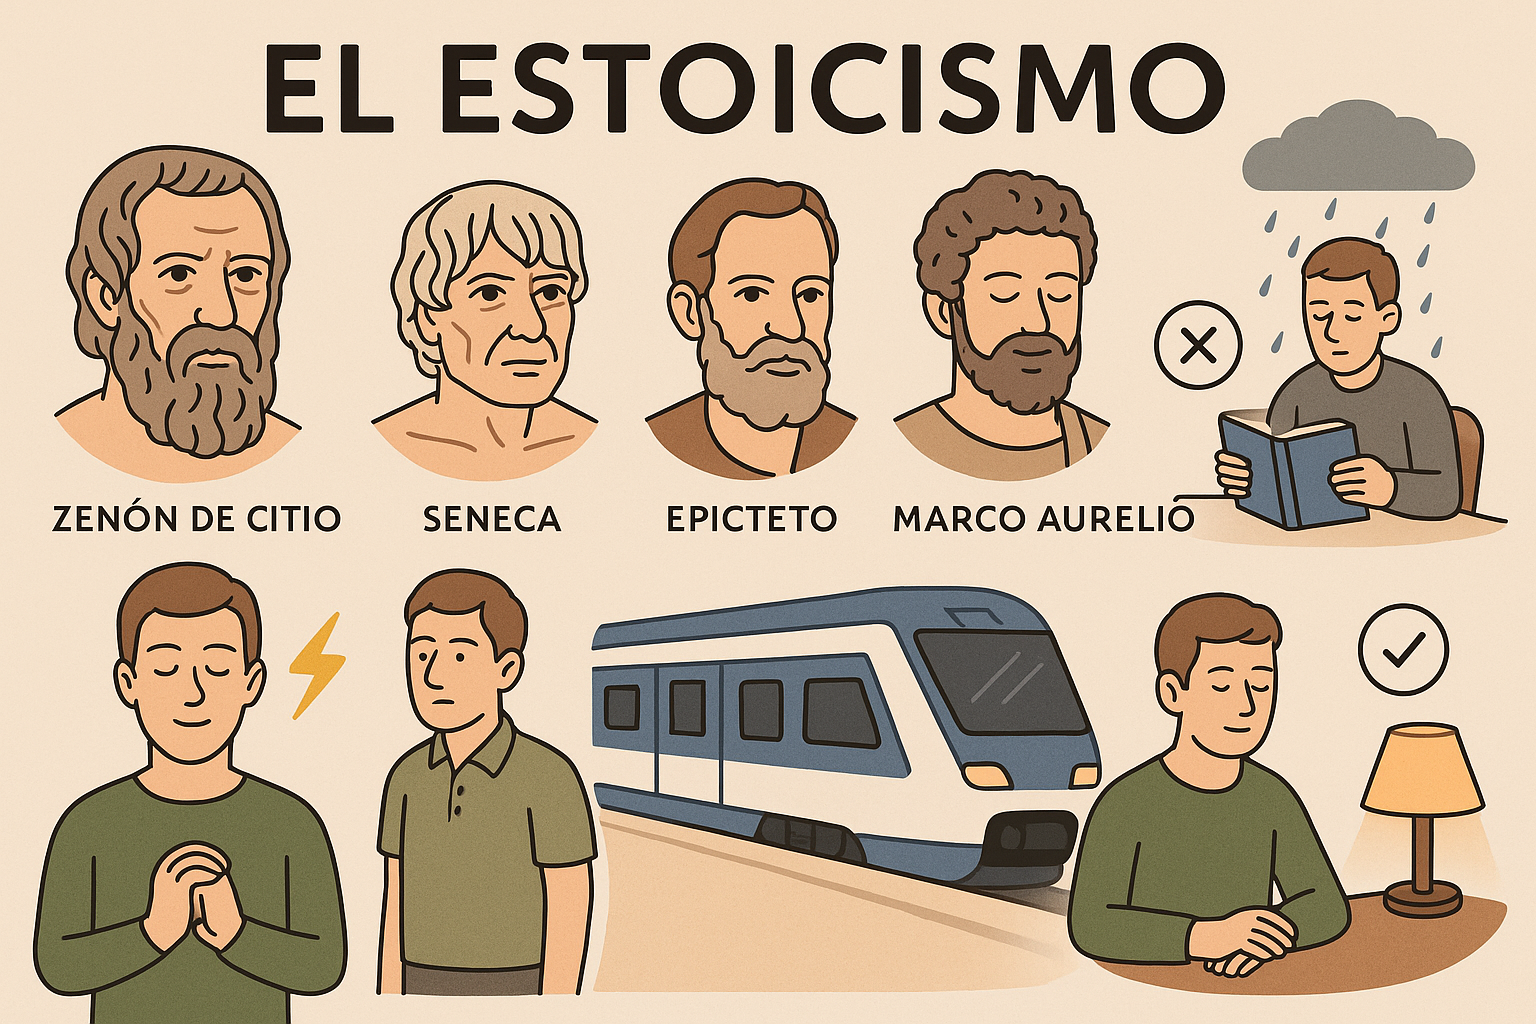 EL ESTOICISMO
ZENÓN DE CITIO
SENECA
EPICTETO
MARCO AURELIO